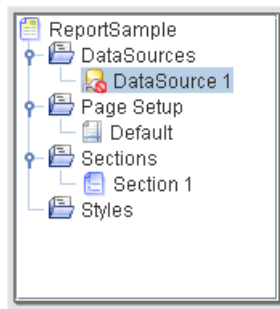 ReportSample
DataSources
DataSource 1
Page Setup
Default
Sections
Section 1
Styles